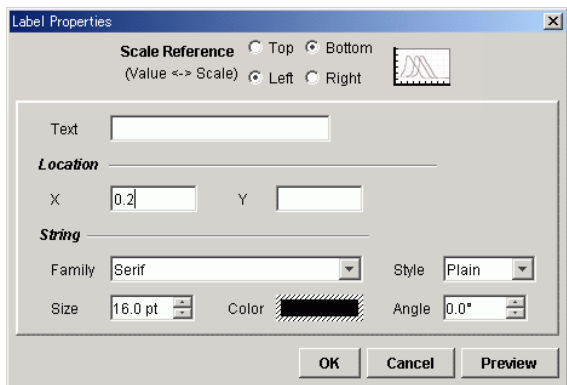 Label Properties
Scale Reference Top Bottom
(Value <-> Scale) Left Right
Text
Location
X 0.2 Y
String
Family Serif Style Plain
Size 16.0 pt Color Angle 0.0°
OK Cancel Preview